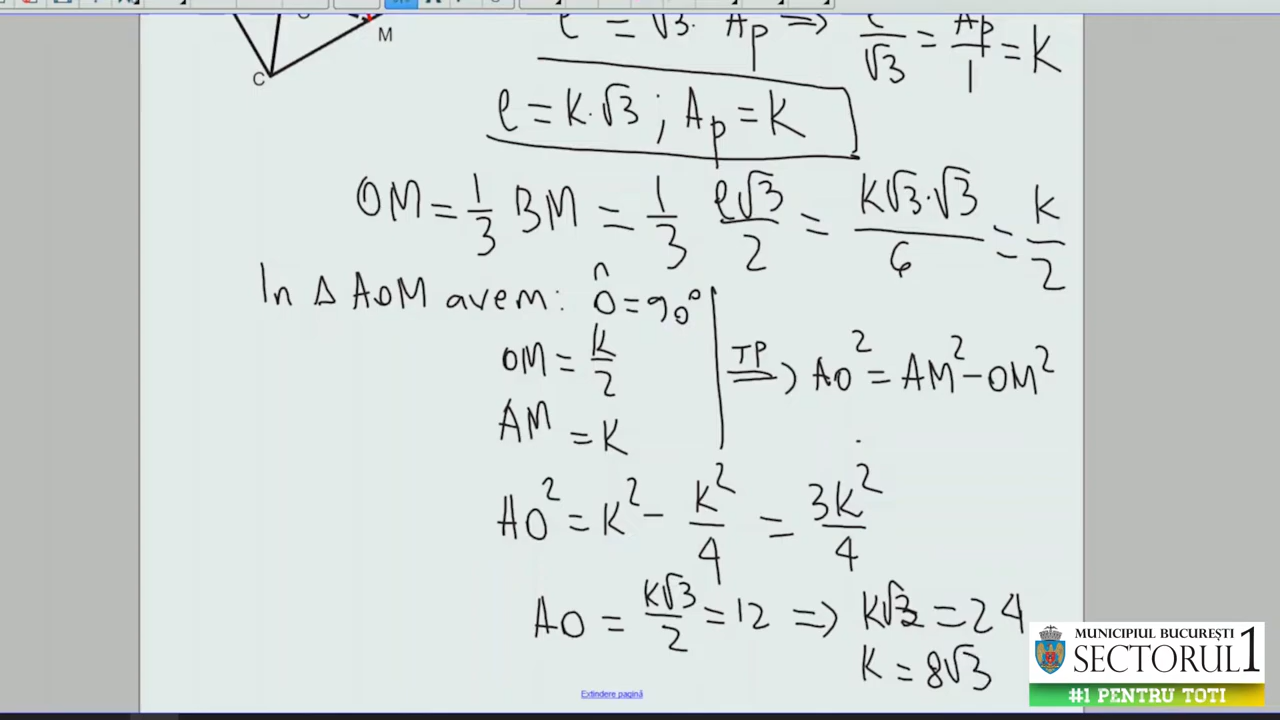 M
C
l = √3 · Ap ⟹ l/√3 = Ap/1 = K
l = K·√3 ; Ap = K
OM = 1/3 BM = 1/3 l√3/2 = K√3·√3/6 = K/2
In Δ AOM avem: Ô = 90°
OM = K/2
AM = K
TP ⟹ AO² = AM² - OM²
AO² = K² - K²/4 = 3K²/4
AO = K√3/2 = 12 ⟹ K√3 = 24
K = 8√3
Extindere pagină
MUNICIPIUL BUCUREȘTI
SECTORUL 1
#1 PENTRU TOTI